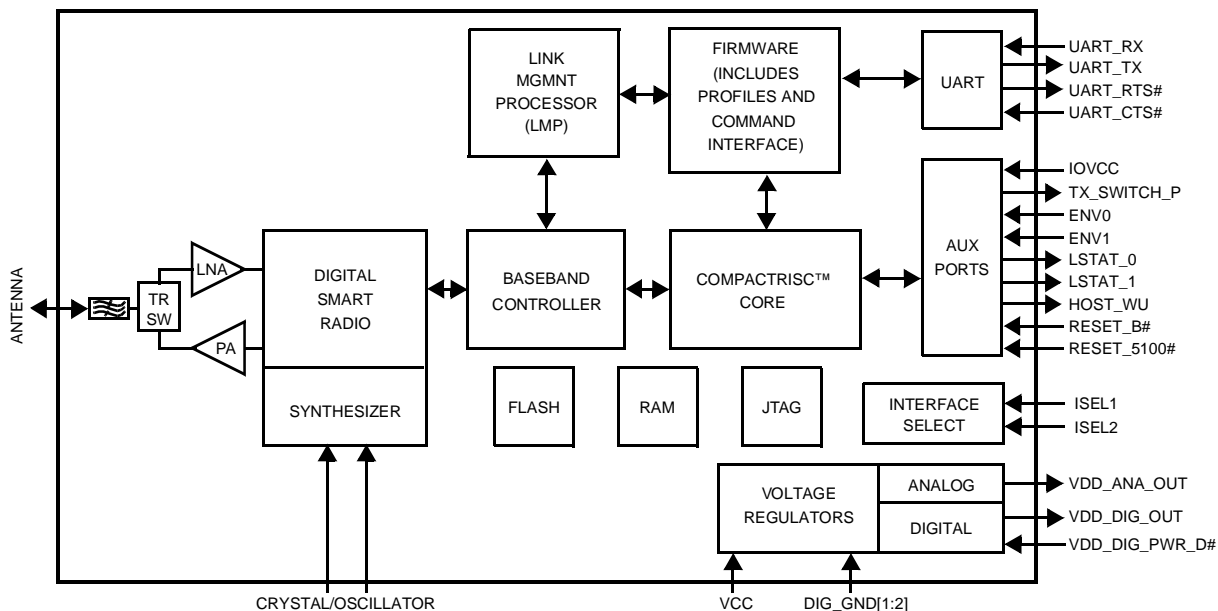 LINK
MGMNT
PROCESSOR
(LMP)
FIRMWARE
(INCLUDES
PROFILES AND
COMMAND
INTERFACE)
UART
UART_RX
UART_TX
UART_RTS#
UART_CTS#
ANTENNA
TR
SW
LNA
PA
DIGITAL
SMART
RADIO
SYNTHESIZER
BASEBAND
CONTROLLER
COMPACTRISC™
CORE
AUX
PORTS
IOVCC
TX_SWITCH_P
ENV0
ENV1
LSTAT_0
LSTAT_1
HOST_WU
RESET_B#
RESET_5100#
FLASH
RAM
JTAG
INTERFACE
SELECT
ISEL1
ISEL2
VOLTAGE
REGULATORS
ANALOG
DIGITAL
VDD_ANA_OUT
VDD_DIG_OUT
VDD_DIG_PWR_D#
CRYSTAL/OSCILLATOR
VCC
DIG_GND[1:2]